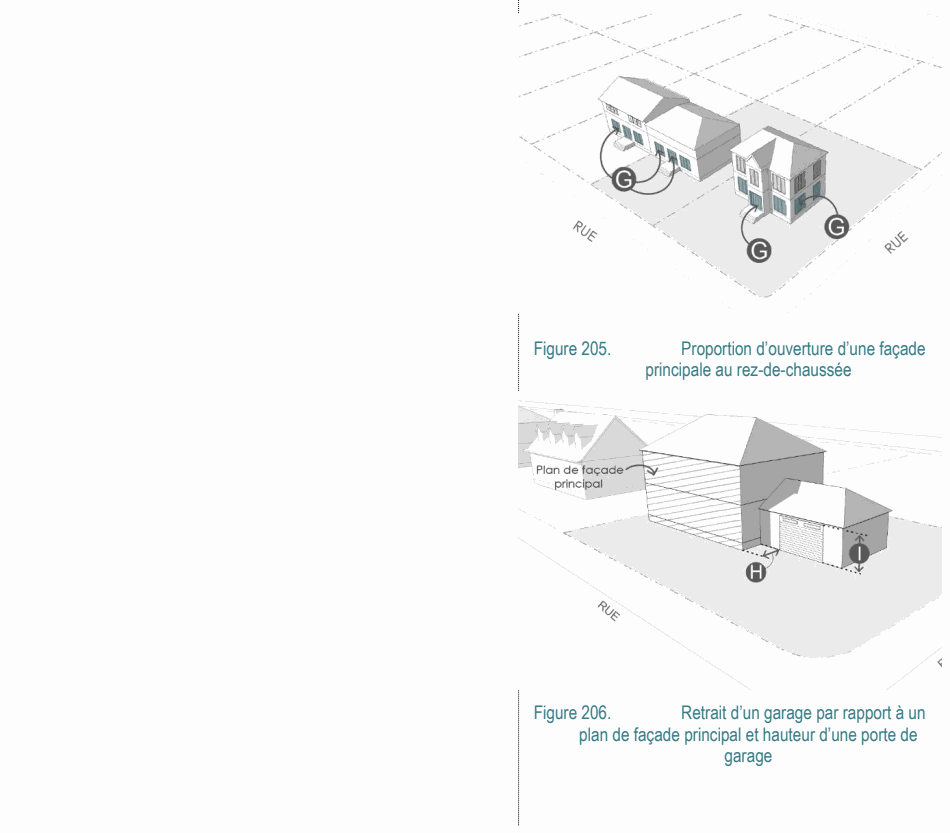 G
G
G
RUE
RUE
Figure 205. Proportion d'ouverture d'une façade
principale au rez-de-chaussée
Plan de façade
principal
I
H
RUE
Figure 206. Retrait d'un garage par rapport à un
plan de façade principal et hauteur d'une porte de
garage